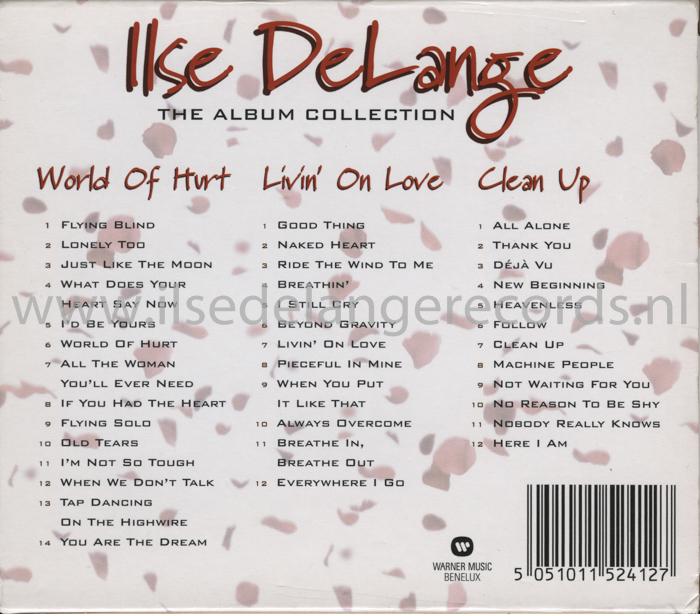 Ilse DeLange
THE ALBUM COLLECTION
World Of Hurt
1 FLYING BLIND
2 LONELY TOO
3 JUST LIKE THE MOON
4 WHAT DOES YOUR
HEART SAY NOW
5 I'D BE YOURS
6 WORLD OF HURT
7 ALL THE WOMAN
YOU'LL EVER NEED
8 IF YOU HAD THE HEART
9 FLYING SOLO
10 OLD TEARS
11 I'M NOT SO TOUGH
12 WHEN WE DON'T TALK
13 TAP DANCING
ON THE HIGHWIRE
14 YOU ARE THE DREAM
Livin' On Love
1 GOOD THING
2 NAKED HEART
3 RIDE THE WIND TO ME
4 BREATHIN'
5 I STILL CRY
6 BEYOND GRAVITY
7 LIVIN' ON LOVE
8 PIECEFUL IN MINE
9 WHEN YOU PUT
IT LIKE THAT
10 ALWAYS OVERCOME
11 BREATHE IN,
BREATHE OUT
12 EVERYWHERE I GO
Clean Up
1 ALL ALONE
2 THANK YOU
3 DÉJÀ VU
4 NEW BEGINNING
5 HEAVENLESS
6 FOLLOW
7 CLEAN UP
8 MACHINE PEOPLE
9 NOT WAITING FOR YOU
10 NO REASON TO BE SHY
11 NOBODY REALLY KNOWS
12 HERE I AM
www.ilsedelangerecords.nl
WARNER MUSIC
BENELUX
5 051011 524127